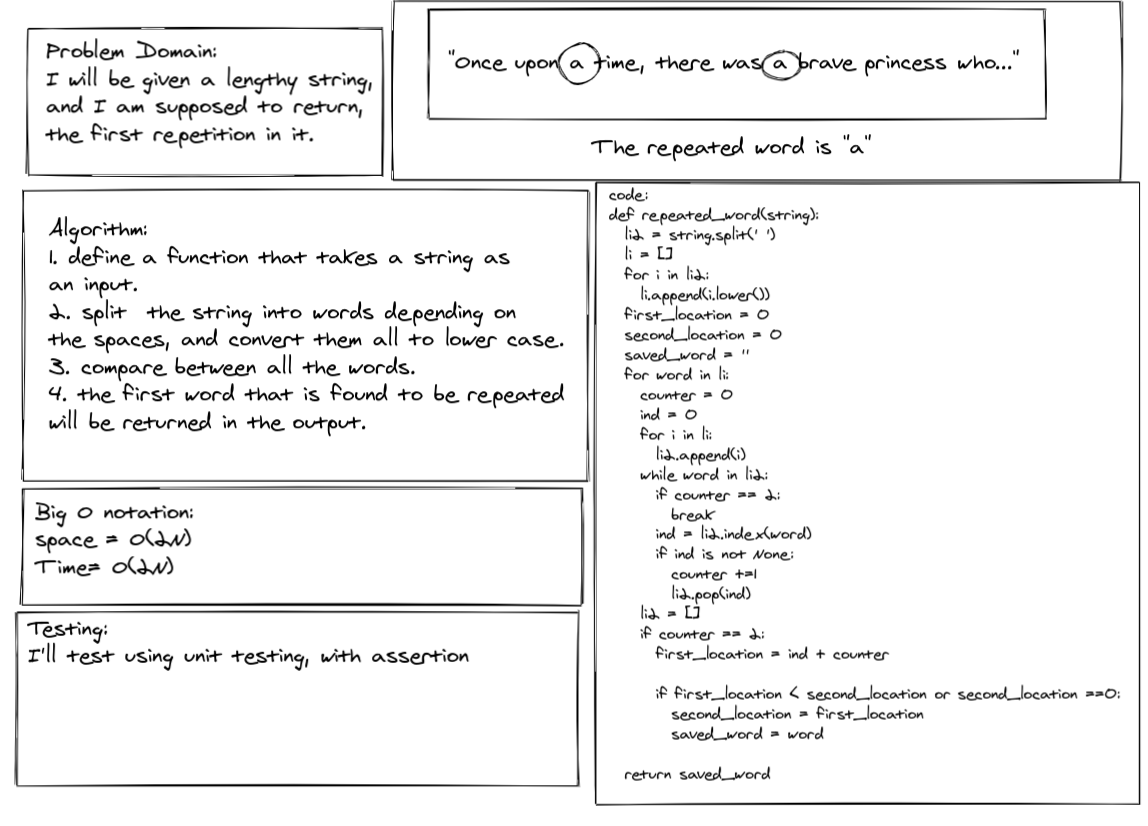 Problem Domain:
I will be given a lengthy string,
and I am supposed to return,
the first repetition in it.
"Once upon a time, there was a brave princess who..."
The repeated word is "a"
Algorithm:
1. define a function that takes a string as
an input.
2. split the string into words depending on
the spaces, and convert them all to lower case.
3. compare between all the words.
4. the first word that is found to be repeated
will be returned in the output.
Big O notation:
space = O(2N)
Time= O(2N)
Testing:
I'll test using unit testing, with assertion
code:
def repeated_word(string):
li2 = string.split(' ')
li = []
for i in li2:
li.append(i.lower())
first_location = 0
second_location = 0
saved_word = ''
for word in li:
counter = 0
ind = 0
for i in li:
li2.append(i)
while word in li2:
if counter == 2:
break
ind = li2.index(word)
if ind is not None:
counter +=1
li2.pop(ind)
li2 = []
if counter == 2:
first_location = ind + counter
if first_location < second_location or second_location ==0:
second_location = first_location
saved_word = word
return saved_word